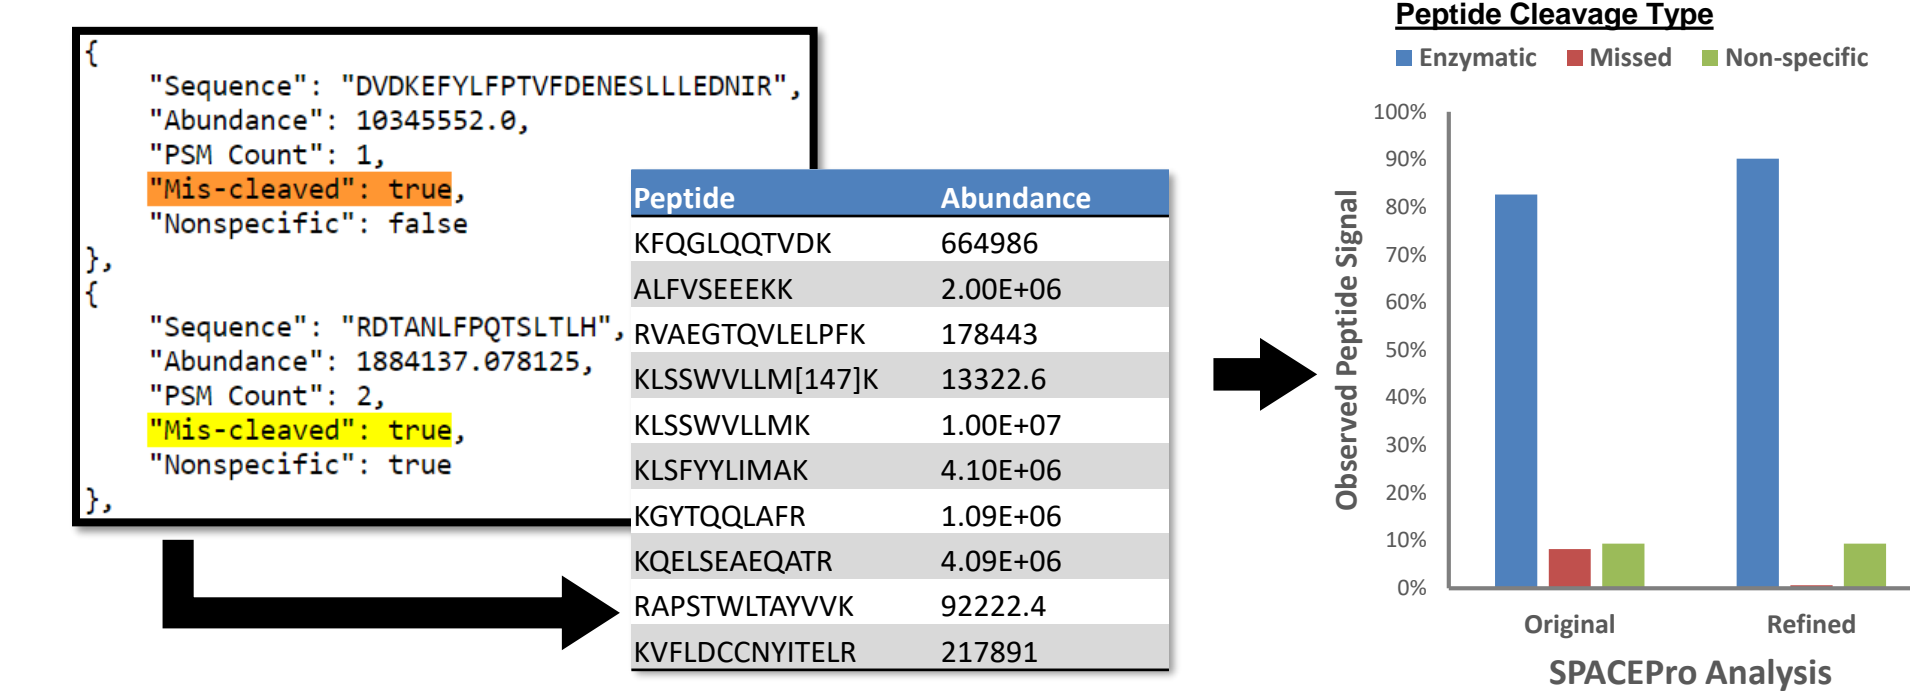 {
"Sequence": "DVDKEFYLFPTVFDENESLLLEDNIR",
"Abundance": 10345552.0,
"PSM Count": 1,
"Mis-cleaved": true,
"Nonspecific": false
},
{
"Sequence": "RDTANLFPQTSLTLH",
"Abundance": 1884137.078125,
"PSM Count": 2,
"Mis-cleaved": true,
"Nonspecific": true
},
Peptide Abundance
KFQGLQQTVDK 664986
ALFVSEEEKK 2.00E+06
RVAEGTQVLELPFK 178443
KLSSWVLLM[147]K 13322.6
KLSSWVLLMK 1.00E+07
KLSFYYLIMAK 4.10E+06
KGYTQQLAFR 1.09E+06
KQELSEAEQATR 4.09E+06
RAPSTWLTAYVVK 92222.4
KVFLDCCNYITELR 217891
Peptide Cleavage Type
Enzymatic Missed Non-specific
Observed Peptide Signal
100%
90%
80%
70%
60%
50%
40%
30%
20%
10%
0%
Original Refined
SPACEPro Analysis